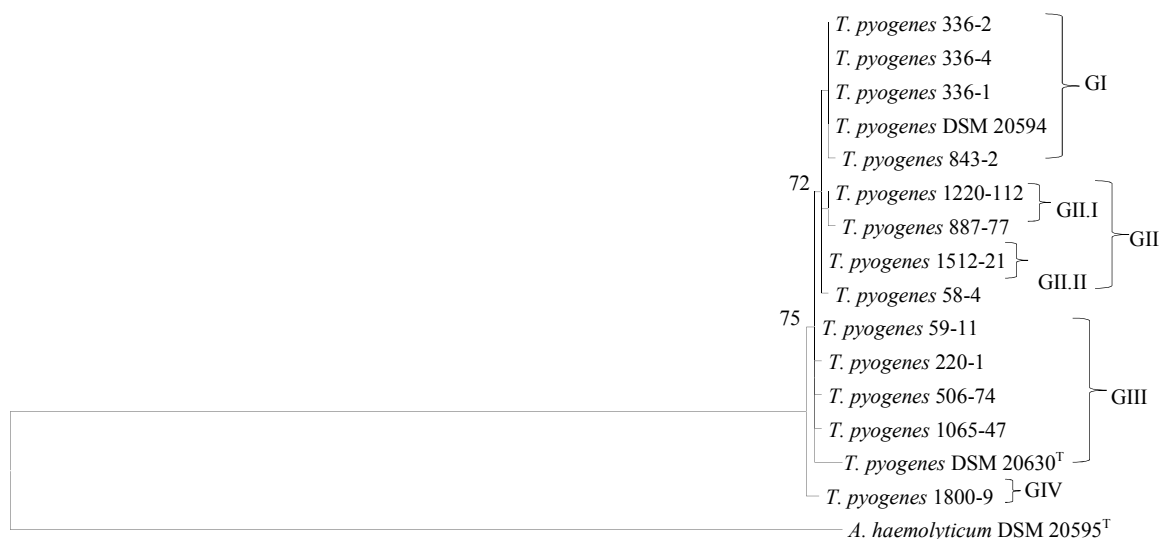 T. pyogenes 336-2
T. pyogenes 336-4
GI
T. pyogenes 336-1
T. pyogenes DSM 20594
T. pyogenes 843-2
72
T. pyogenes 1220-112
GII.I
T. pyogenes 887-77
GII
T. pyogenes 1512-21
GII.II
T. pyogenes 58-4
75
T. pyogenes 59-11
T. pyogenes 220-1
T. pyogenes 506-74
GIII
T. pyogenes 1065-47
T. pyogenes DSM 20630ᵀ
T. pyogenes 1800-9
GIV
A. haemolyticum DSM 20595ᵀ